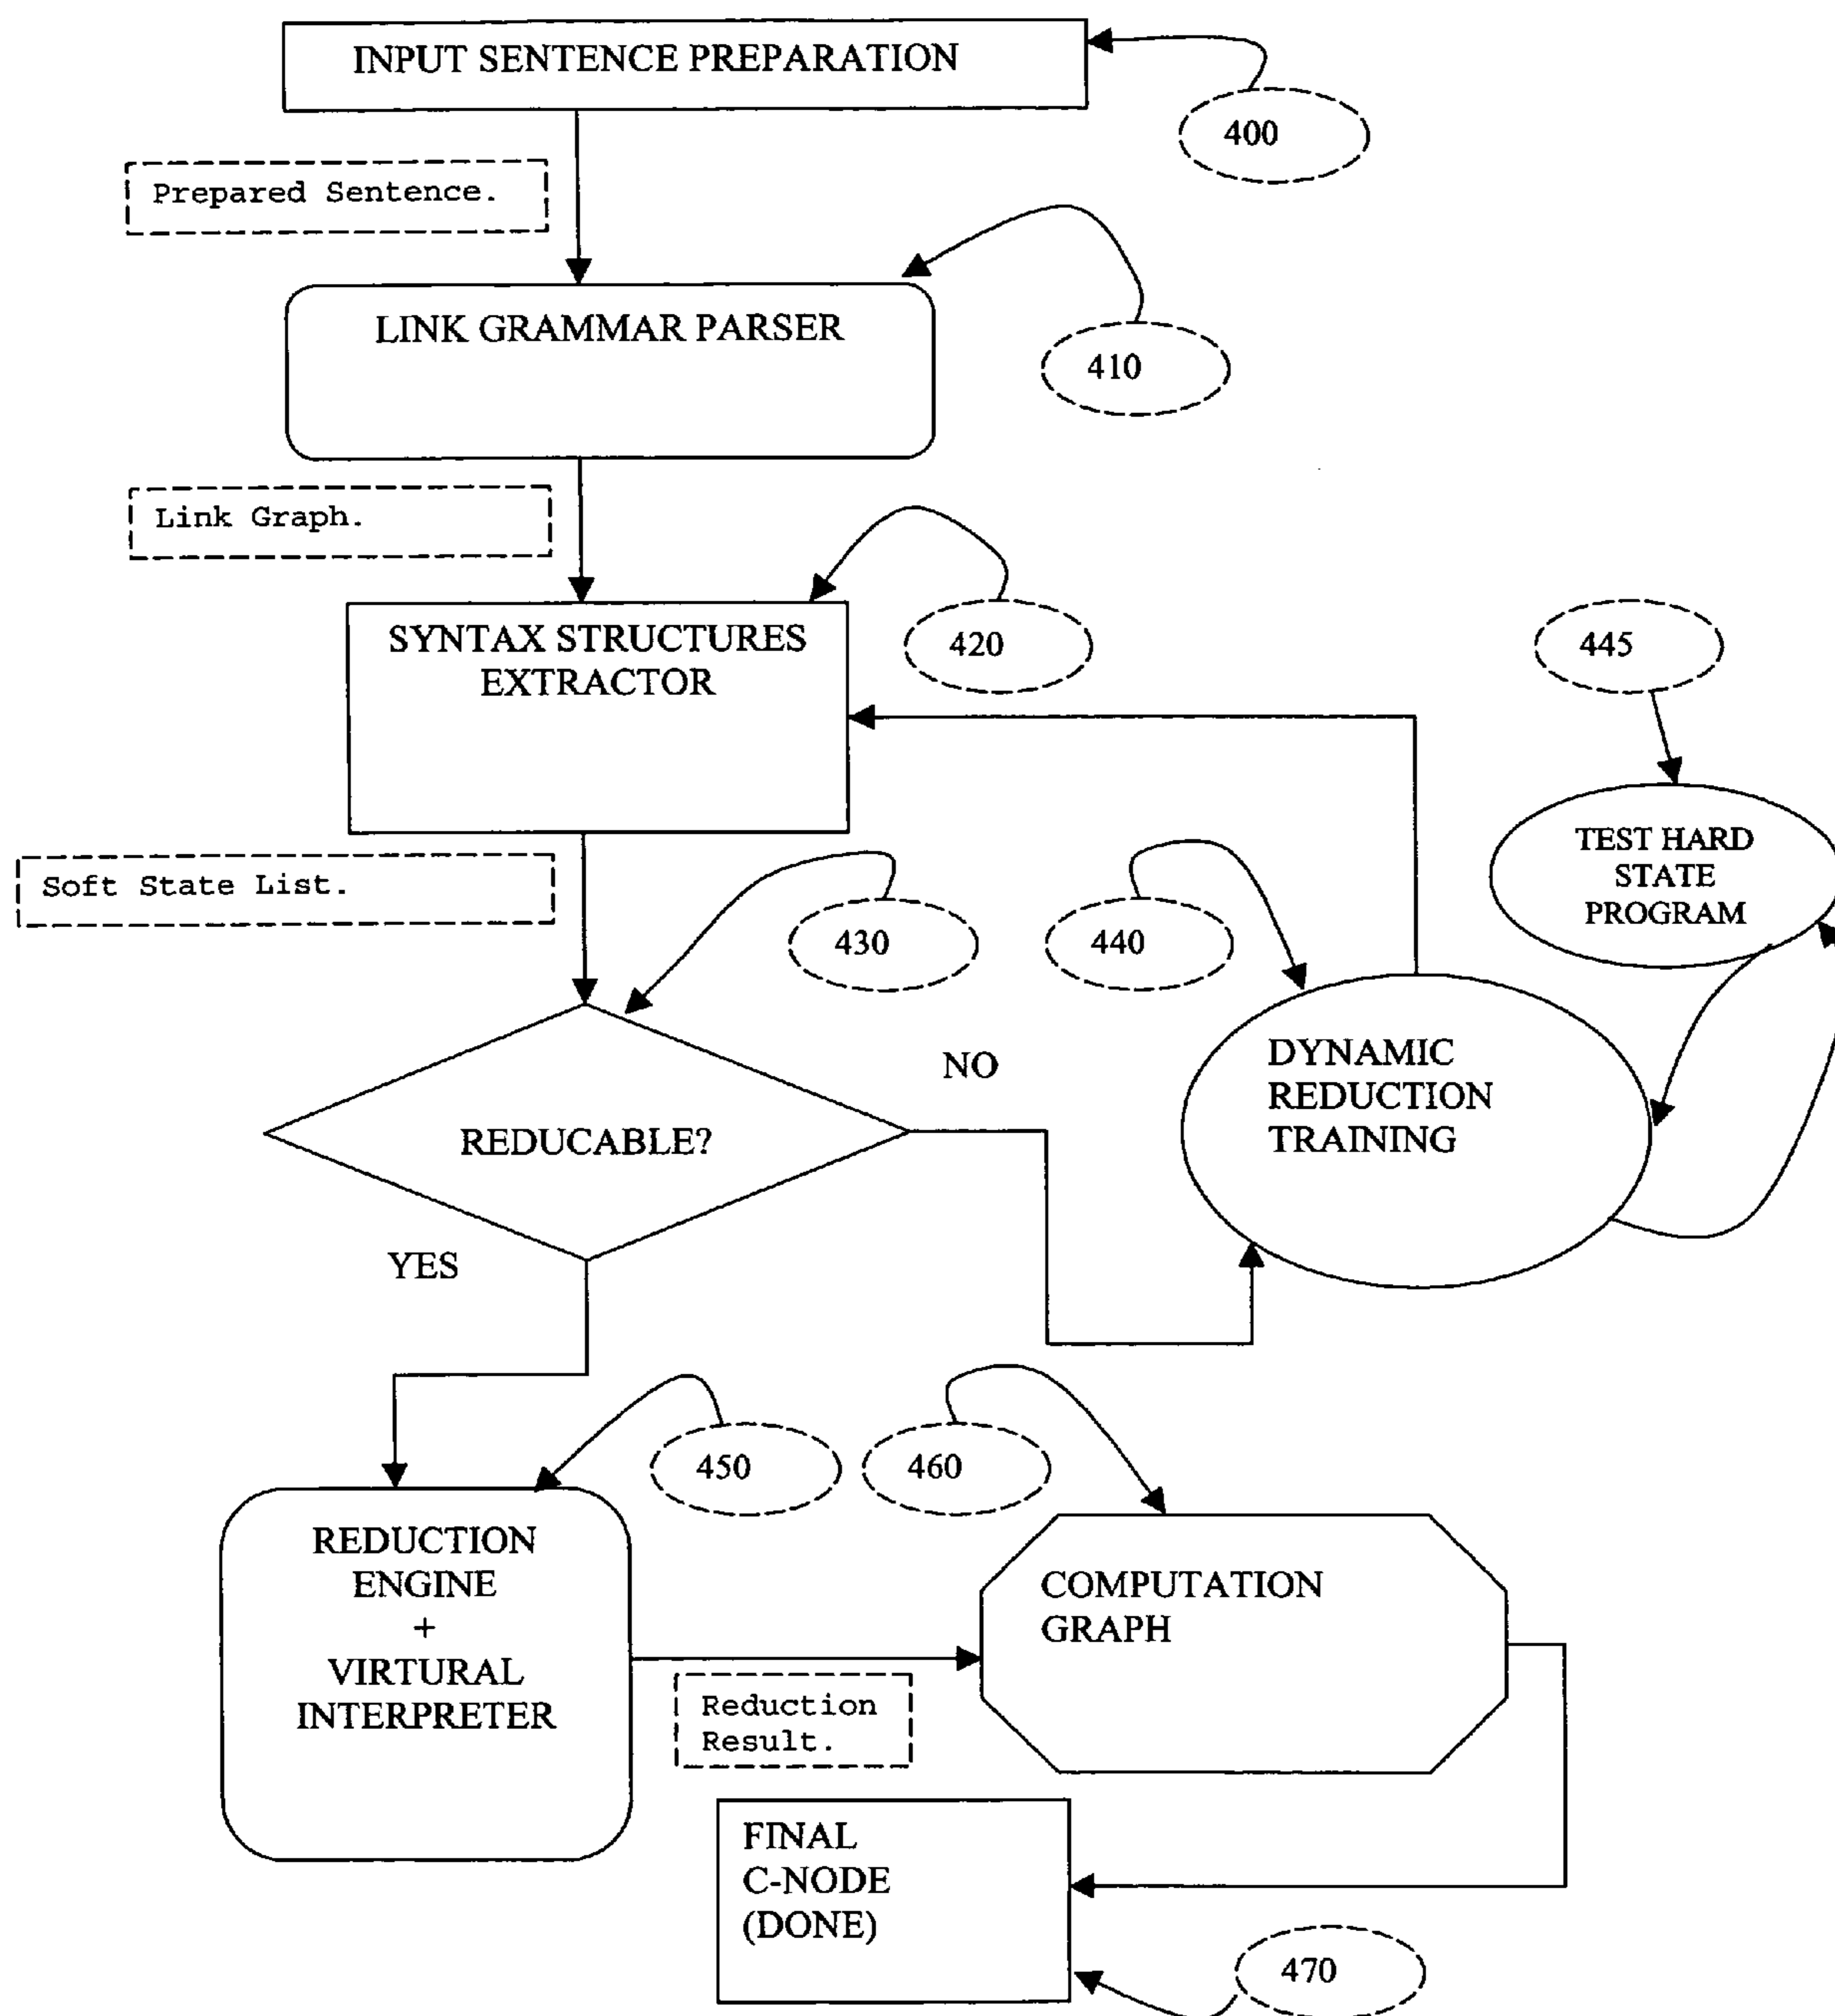 INPUT SENTENCE PREPARATION
400
Prepared Sentence.
LINK GRAMMAR PARSER
410
Link Graph.
SYNTAX STRUCTURES
EXTRACTOR
420
445
TEST HARD
STATE
PROGRAM
Soft State List.
430
440
NO
DYNAMIC
REDUCTION
TRAINING
REDUCABLE?
YES
450
460
REDUCTION
ENGINE
+
VIRTURAL
INTERPRETER
COMPUTATION
GRAPH
Reduction
Result.
FINAL
C-NODE
(DONE)
470